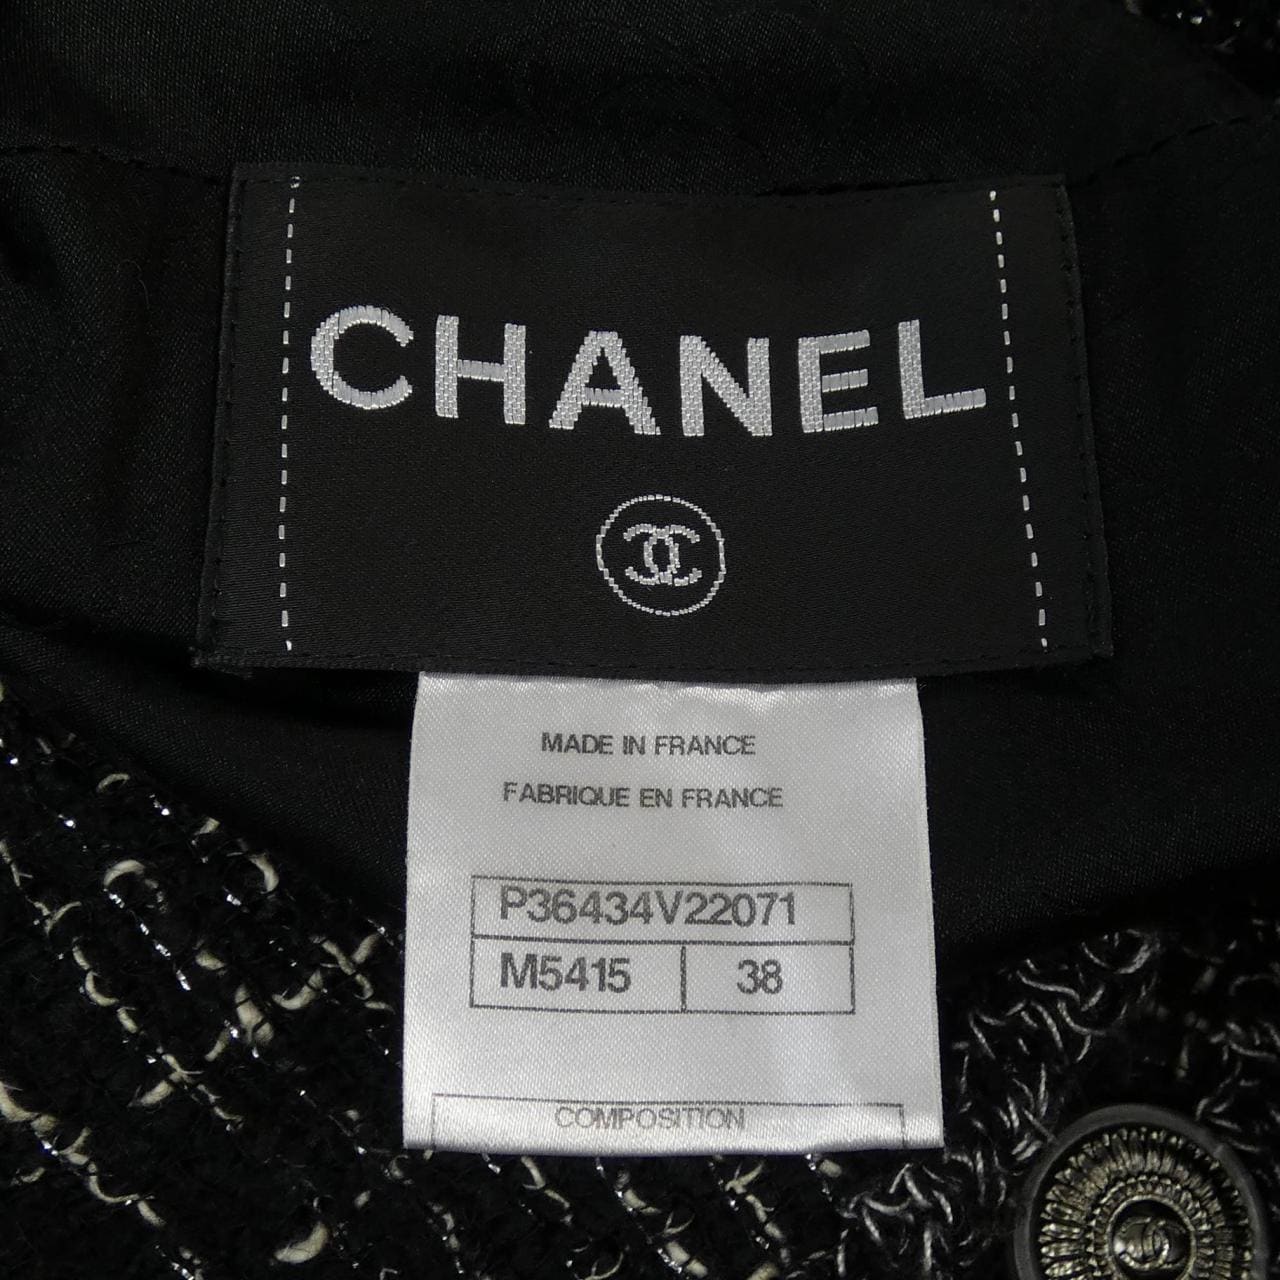 CHANEL
MADE IN FRANCE
FABRIQUE EN FRANCE
P36434V22071
M5415 38
COMPOSITION